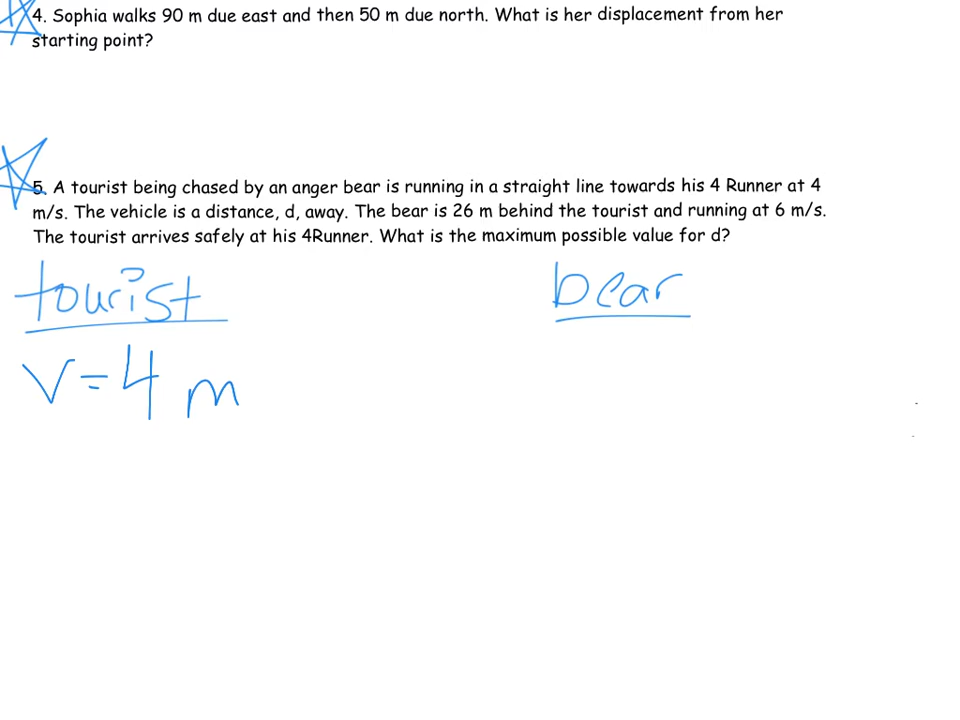 4. Sophia walks 90 m due east and then 50 m due north. What is her displacement from her
starting point?
5. A tourist being chased by an anger bear is running in a straight line towards his 4 Runner at 4
m/s. The vehicle is a distance, d, away. The bear is 26 m behind the tourist and running at 6 m/s.
The tourist arrives safely at his 4Runner. What is the maximum possible value for d?
tourist bear
v = 4 m